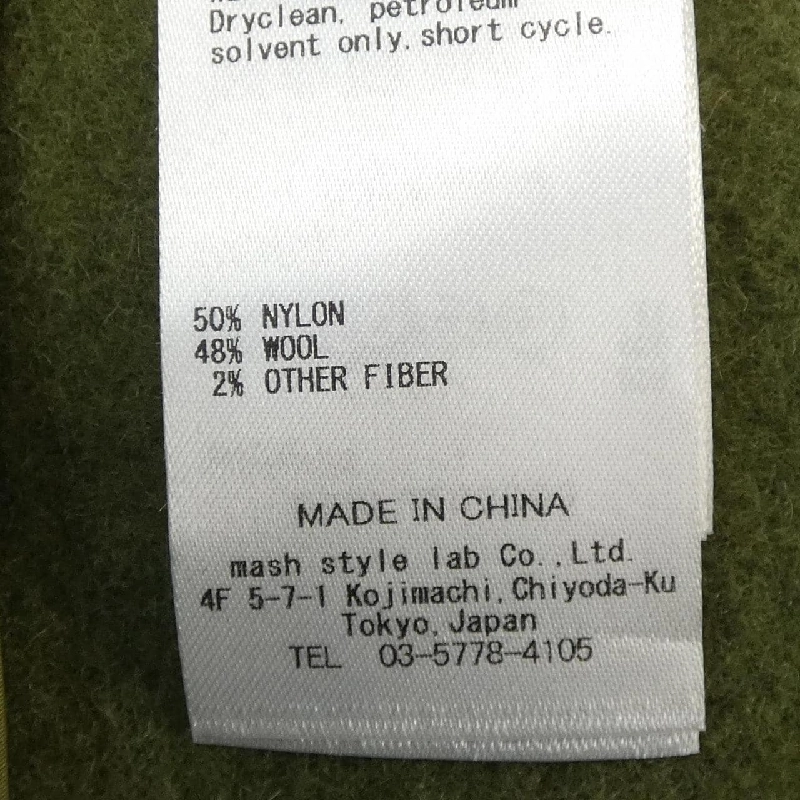 Dryclean, petroleum
solvent only, short cycle.
50% NYLON
48% WOOL
2% OTHER FIBER
MADE IN CHINA
mash style lab Co.,Ltd.
4F 5-7-1 Kojimachi,Chiyoda-Ku
Tokyo,Japan
TEL 03-5778-4105